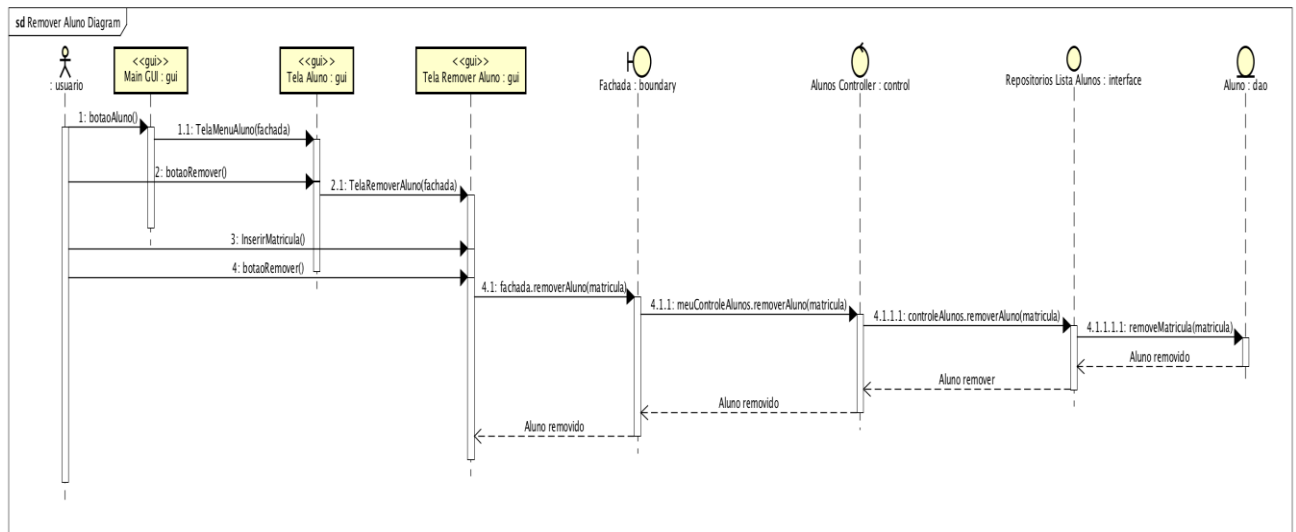 sd Remover Aluno Diagram
: usuario
<<gui>>
Main GUI : gui
<<gui>>
Tela Aluno : gui
<<gui>>
Tela Remover Aluno : gui
Fachada : boundary
Alunos Controller : control
Repositorios Lista Alunos : interface
Aluno : dao
1: botaoAluno()
1.1: TelaMenuAluno(fachada)
2: botaoRemover()
2.1: TelaRemoverAluno(fachada)
3: InserirMatricula()
4: botaoRemover()
4.1: fachada.removerAluno(matricula)
4.1.1: meuControleAlunos.removerAluno(matricula)
4.1.1.1: controleAlunos.removerAluno(matricula)
4.1.1.1.1: removeMatricula(matricula)
Aluno removido
Aluno remover
Aluno removido
Aluno removido